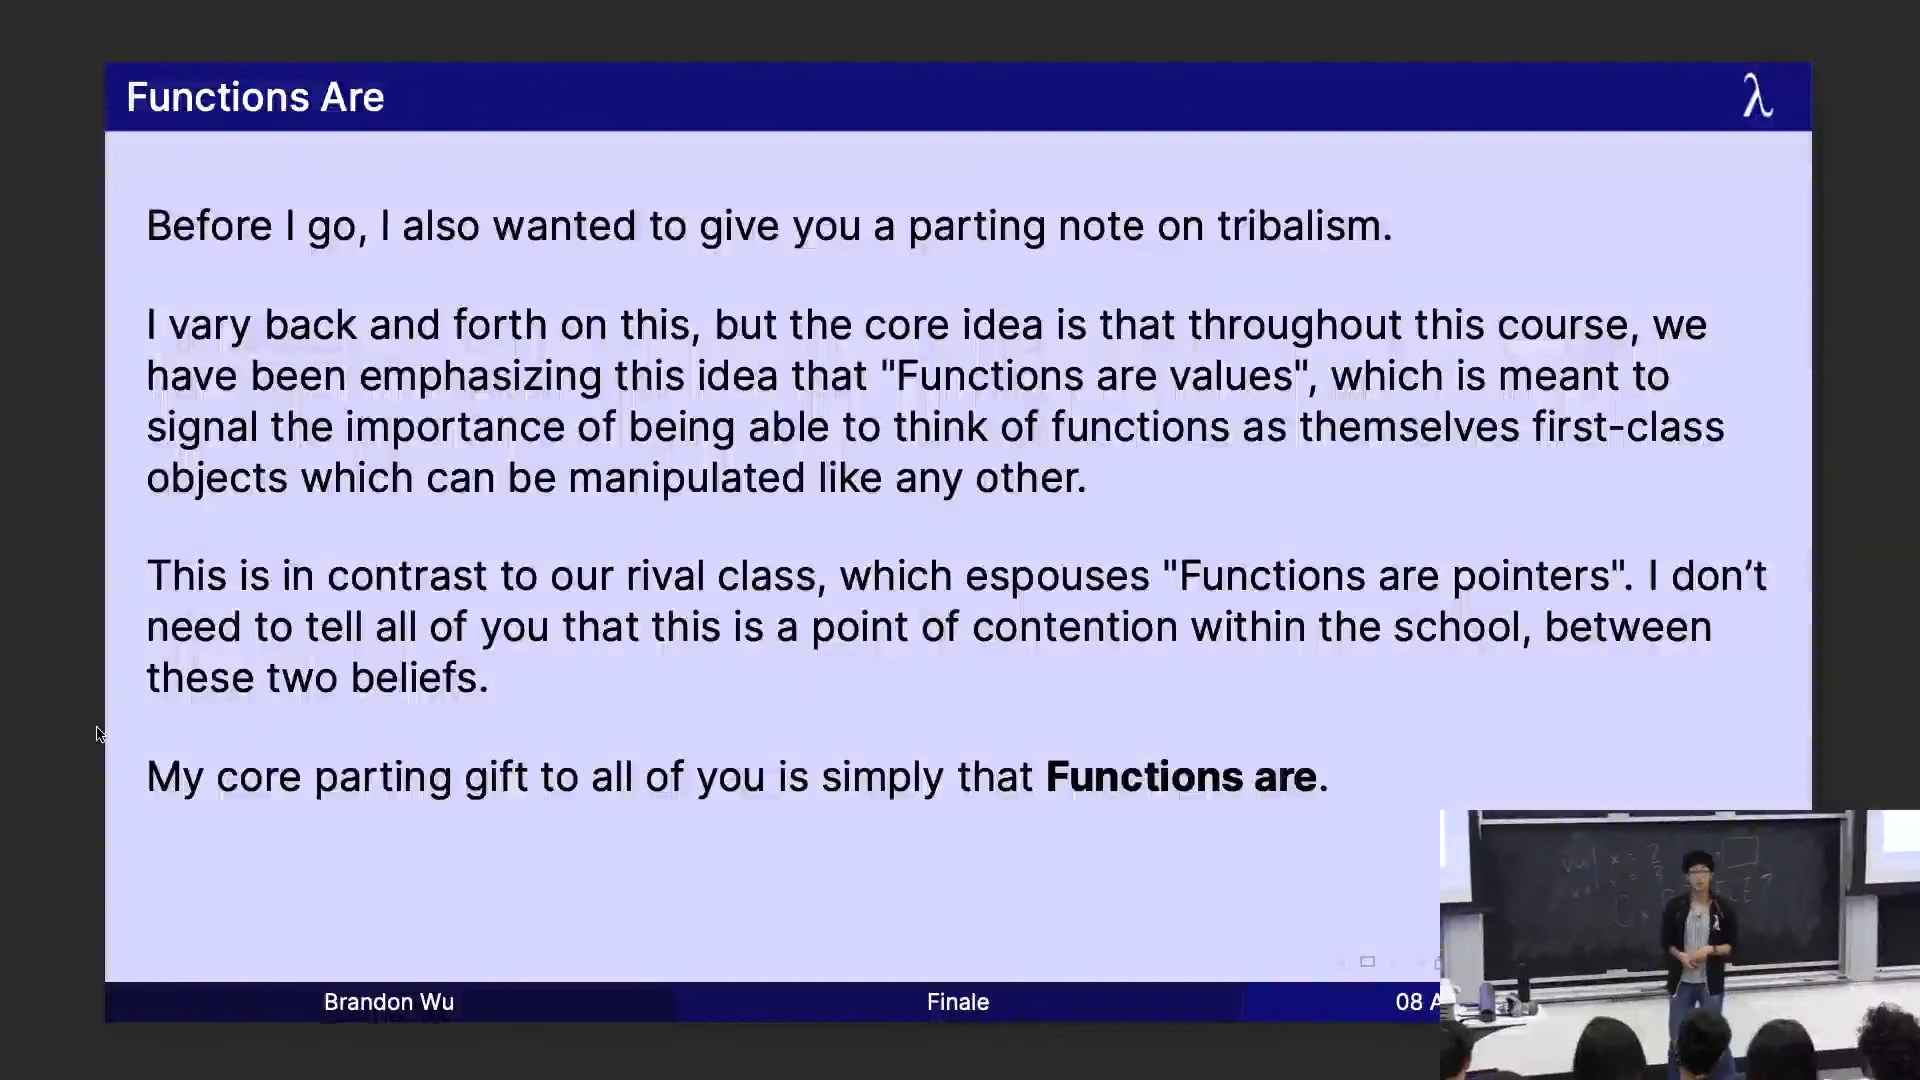 Functions Are
λ
Before I go, I also wanted to give you a parting note on tribalism.
I vary back and forth on this, but the core idea is that throughout this course, we
have been emphasizing this idea that "Functions are values", which is meant to
signal the importance of being able to think of functions as themselves first-class
objects which can be manipulated like any other.
This is in contrast to our rival class, which espouses "Functions are pointers". I don’t
need to tell all of you that this is a point of contention within the school, between
these two beliefs.
My core parting gift to all of you is simply that Functions are.
val x = 2
Brandon Wu
Finale
08 A